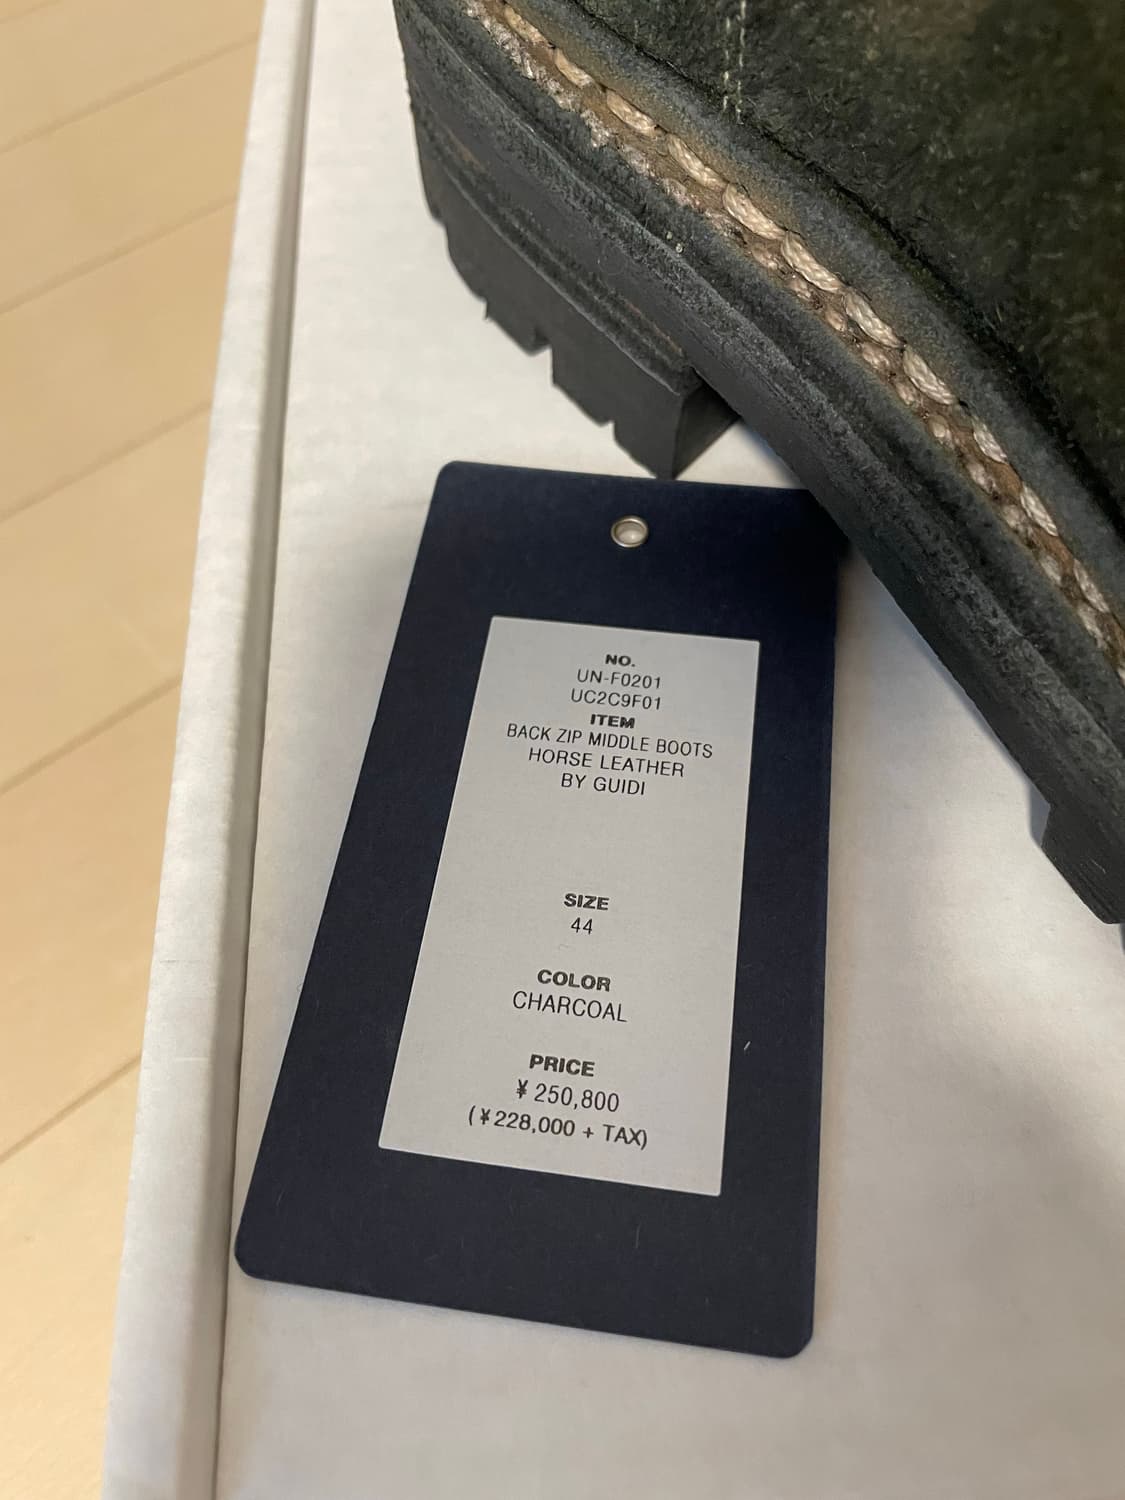 NO.
UN-F0201
UC2C9F01
ITEM
BACK ZIP MIDDLE BOOTS
HORSE LEATHER
BY GUIDI
SIZE
44
COLOR
CHARCOAL
PRICE
¥ 250,800
(¥228,000 + TAX)